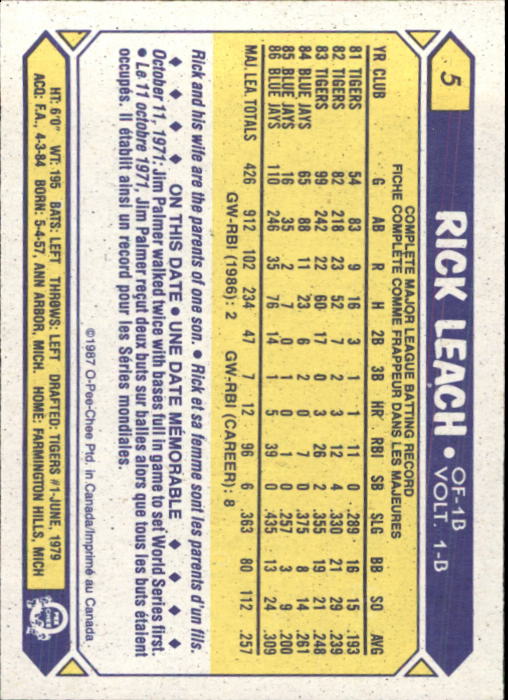 5
RICK LEACH • OF-1B
VOLT. 1-B
COMPLETE MAJOR LEAGUE BATTING RECORD
FICHE COMPLÈTE COMME FRAPPEUR DANS LES MAJEURES
YR CLUB G AB R H 2B 3B HR RBI SB SLG BB SO AVG
81 TIGERS 54 83 9 16 3 1 1 11 0 .289 16 15 .193
82 TIGERS 82 218 23 52 7 2 3 12 4 .330 21 29 .239
83 TIGERS 99 242 22 60 17 0 3 26 2 .355 19 21 .248
84 BLUE JAYS 65 88 11 23 6 2 0 7 0 .375 8 14 .261
85 BLUE JAYS 16 35 2 7 0 1 0 1 0 .257 3 9 .200
86 BLUE JAYS 110 246 35 76 14 1 5 39 0 .435 13 24 .309
MAJ. LEA. TOTALS 426 912 102 234 47 7 12 96 6 .363 80 112 .257
GW-RBI (1986): 2 GW-RBI (CAREER): 8
Rick and his wife are the parents of one son. • Rick et sa femme sont les parents d'un fils.
ON THIS DATE • UNE DATE MÉMORABLE
October 11, 1971: Jim Palmer walked twice with bases full in game to set World Series first.
• Le 11 octobre 1971, Jim Palmer reçut deux buts sur balles alors que tous les buts étaient
occupés. Il établit ainsi un record pour les Séries mondiales.
©1987 O-Pee-Chee Ptd. in Canada/Imprimé au Canada
HT: 6'0" WT: 195 BATS: LEFT THROWS: LEFT DRAFTED: TIGERS #1-JUNE, 1979
ACQ: F.A., 4-3-84 BORN: 5-4-57, ANN ARBOR, MICH. HOME: FARMINGTON HILLS, MICH
O-PEE-CHEE